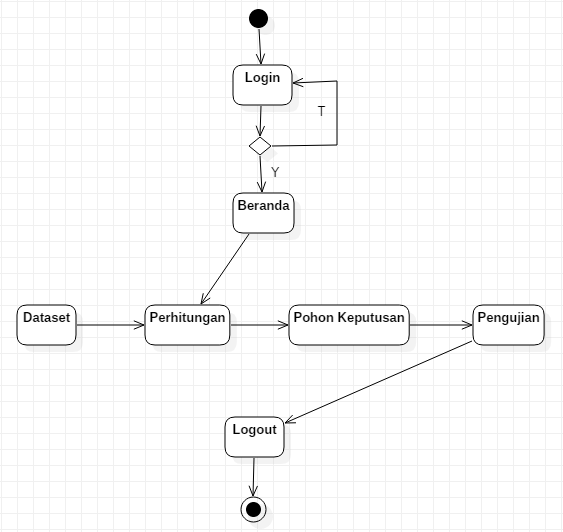 Login
T
Y
Beranda
Dataset
Perhitungan
Pohon Keputusan
Pengujian
Logout